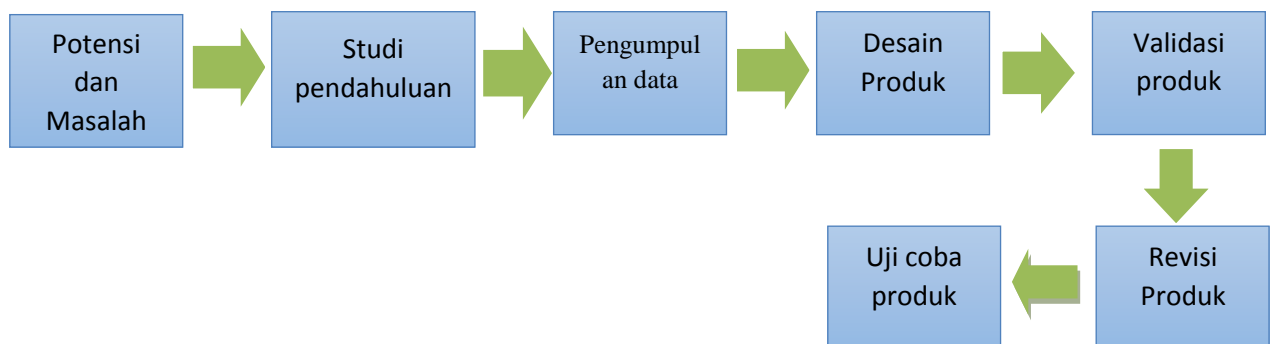 Potensi
dan
Masalah
Studi
pendahuluan
Pengumpul
an data
Desain
Produk
Validasi
produk
Revisi
Produk
Uji coba
produk